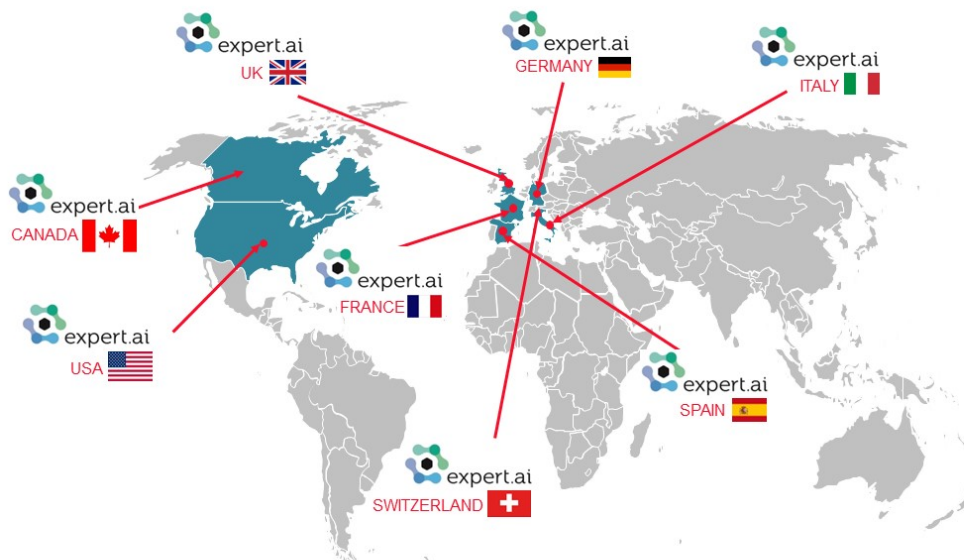 expert.ai
UK
expert.ai
GERMANY
expert.ai
ITALY
expert.ai
CANADA
expert.ai
FRANCE
expert.ai
USA
expert.ai
SPAIN
expert.ai
SWITZERLAND